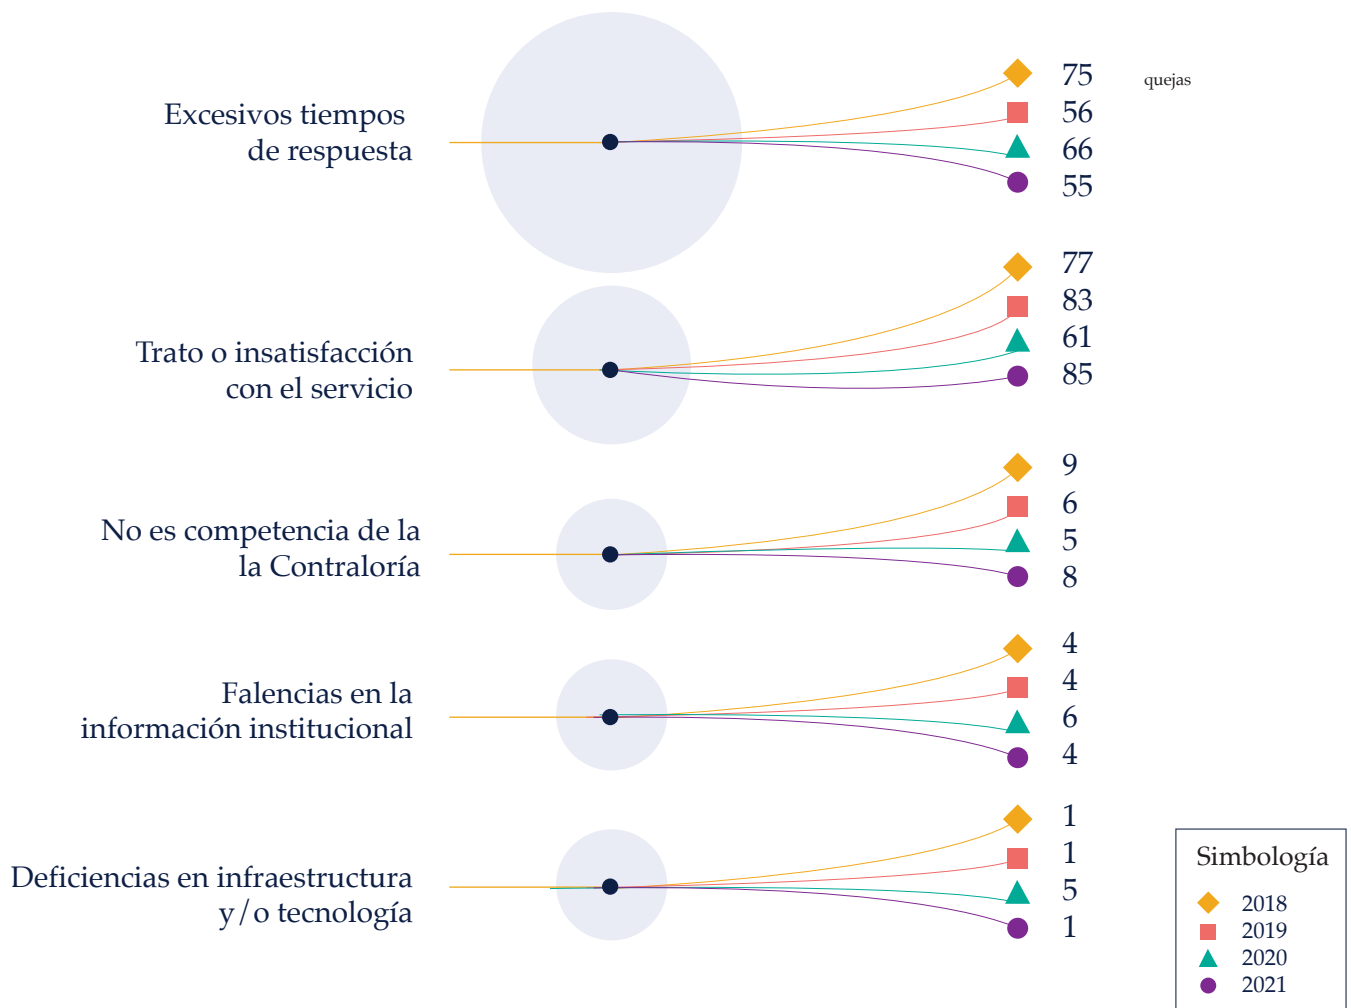 Excesivos tiempos
de respuesta
75
quejas
56
66
55
Trato o insatisfacción
con el servicio
77
83
61
85
No es competencia de la
la Contraloría
9
6
5
8
Falencias en la
información institucional
4
4
6
4
Deficiencias en infraestructura
y/o tecnología
1
1
5
1
Simbología
2018
2019
2020
2021